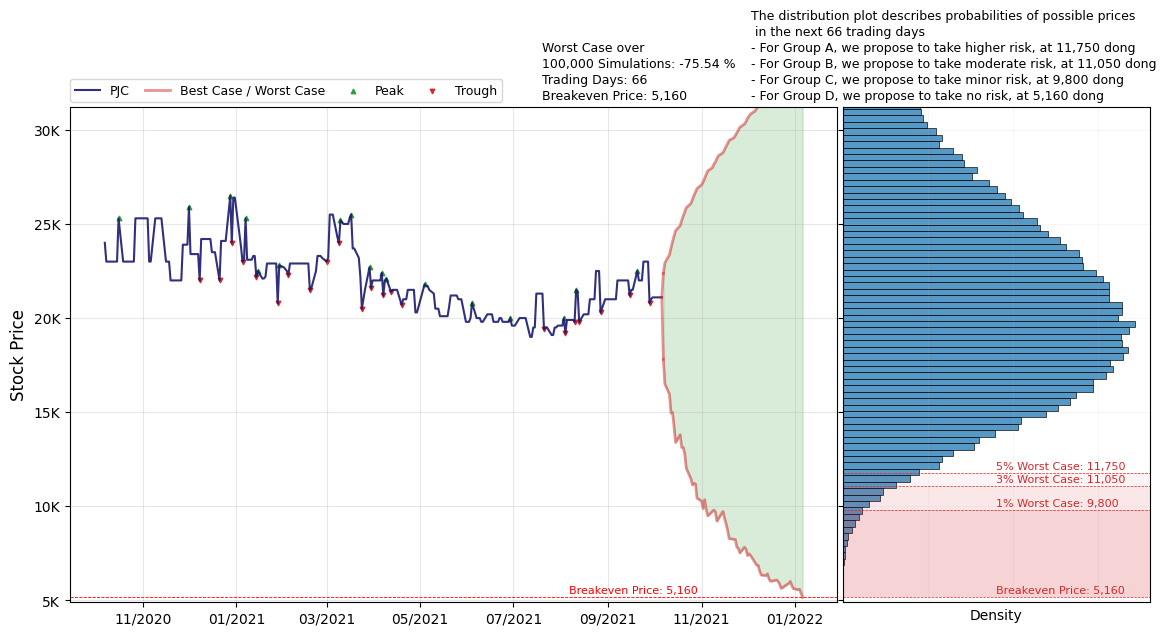 The distribution plot describes probabilities of possible prices
in the next 66 trading days
- For Group A, we propose to take higher risk, at 11,750 dong
- For Group B, we propose to take moderate risk, at 11,050 dong
- For Group C, we propose to take minor risk, at 9,800 dong
- For Group D, we propose to take no risk, at 5,160 dong
Worst Case over
100,000 Simulations: -75.54 %
Trading Days: 66
Breakeven Price: 5,160
PJC
Best Case / Worst Case
Peak
Trough
Stock Price
30K
25K
20K
15K
10K
5K
11/2020
01/2021
03/2021
05/2021
07/2021
09/2021
11/2021
01/2022
Breakeven Price: 5,160
5% Worst Case: 11,750
3% Worst Case: 11,050
1% Worst Case: 9,800
Breakeven Price: 5,160
Density